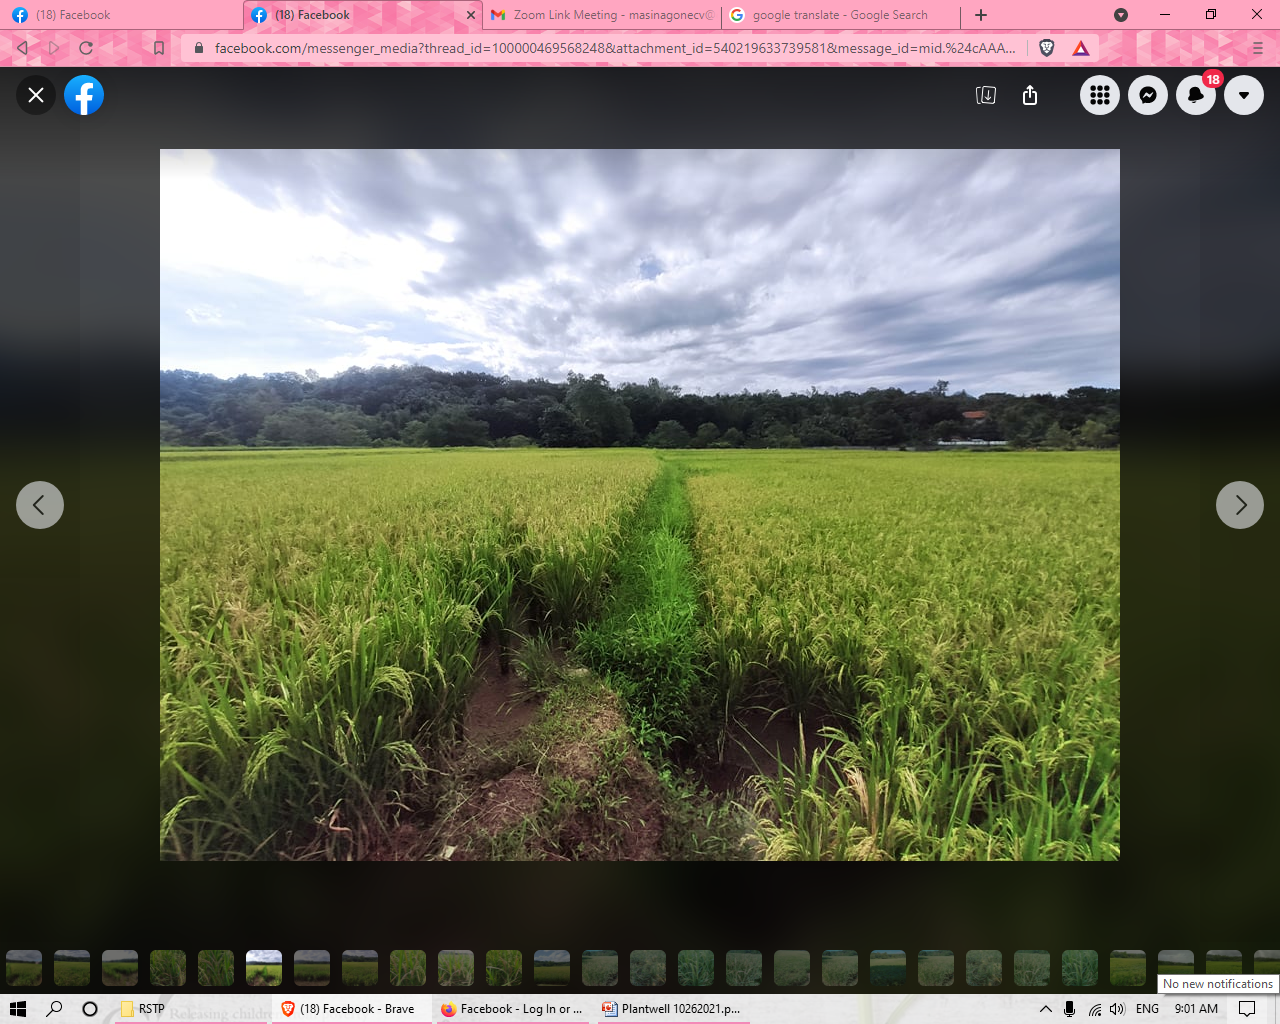 (18) Facebook
(18) Facebook
Zoom Link Meeting - masinagonecv@
google translate - Google Search
facebook.com/messenger_media?thread_id=100000469568248&attachment_id=540219633739581&message_id=mid.%24cAAA...
18
No new notifications
RSTP
(18) Facebook - Brave
Facebook - Log In or ...
Plantwell 10262021.p...
ENG
9:01 AM
Releasing childr